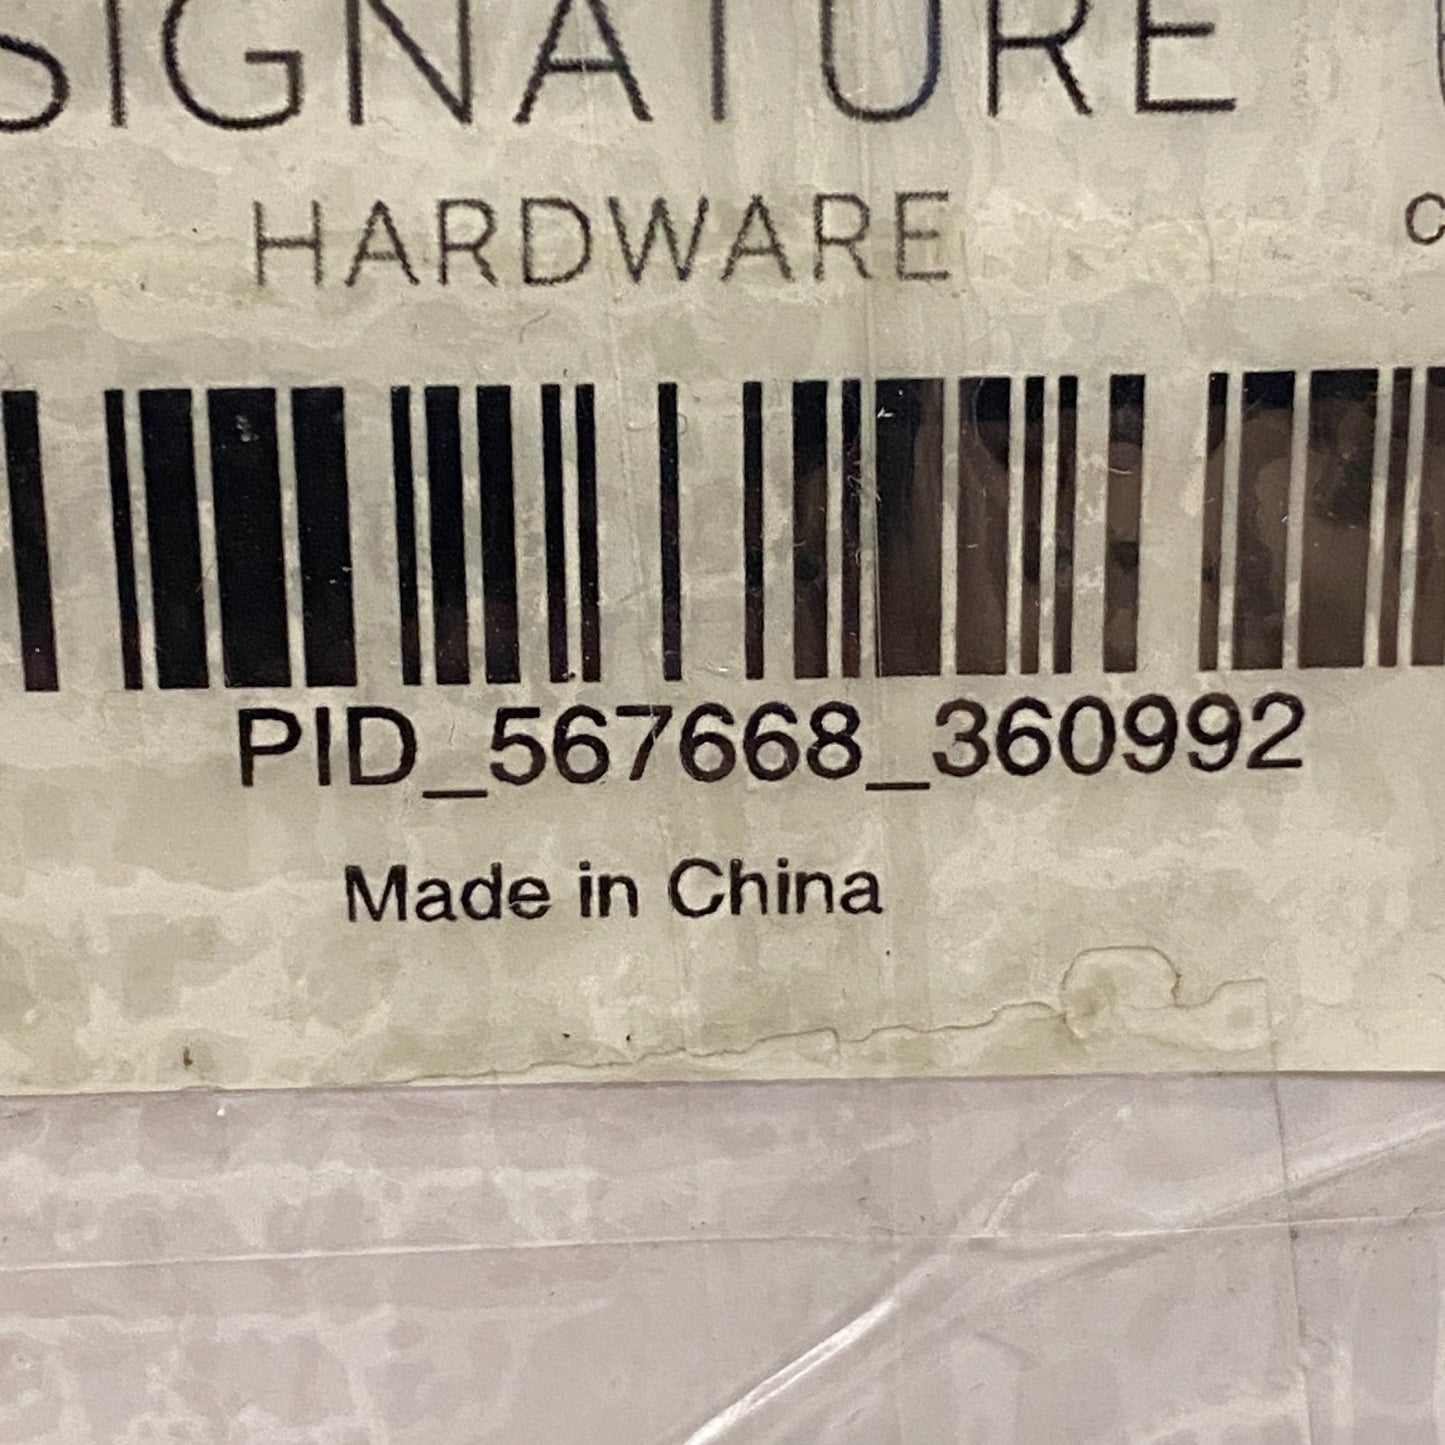 SIGNATURE
HARDWARE
PID_567668_360992
Made in China